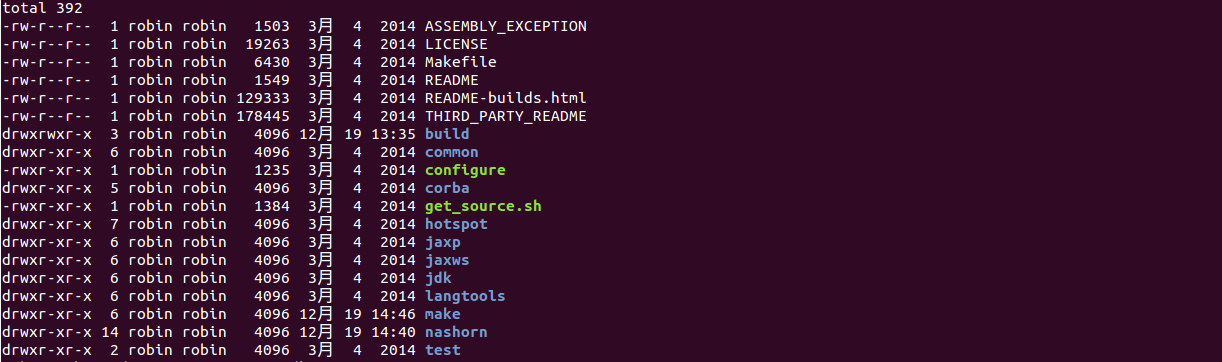 total 392
-rw-r--r--  1 robin robin   1503  3月  4  2014 ASSEMBLY_EXCEPTION
-rw-r--r--  1 robin robin  19263  3月  4  2014 LICENSE
-rw-r--r--  1 robin robin   6430  3月  4  2014 Makefile
-rw-r--r--  1 robin robin   1549  3月  4  2014 README
-rw-r--r--  1 robin robin 129333  3月  4  2014 README-builds.html
-rw-r--r--  1 robin robin 178445  3月  4  2014 THIRD_PARTY_README
drwxrwxr-x  3 robin robin   4096 12月 19 13:35 build
drwxr-xr-x  6 robin robin   4096  3月  4  2014 common
-rwxr-xr-x  1 robin robin   1235  3月  4  2014 configure
drwxr-xr-x  5 robin robin   4096  3月  4  2014 corba
-rwxr-xr-x  1 robin robin   1384  3月  4  2014 get_source.sh
drwxr-xr-x  7 robin robin   4096  3月  4  2014 hotspot
drwxr-xr-x  6 robin robin   4096  3月  4  2014 jaxp
drwxr-xr-x  6 robin robin   4096  3月  4  2014 jaxws
drwxr-xr-x  6 robin robin   4096  3月  4  2014 jdk
drwxr-xr-x  6 robin robin   4096  3月  4  2014 langtools
drwxr-xr-x  6 robin robin   4096 12月 19 14:46 make
drwxr-xr-x 14 robin robin   4096 12月 19 14:40 nashorn
drwxr-xr-x  2 robin robin   4096  3月  4  2014 test